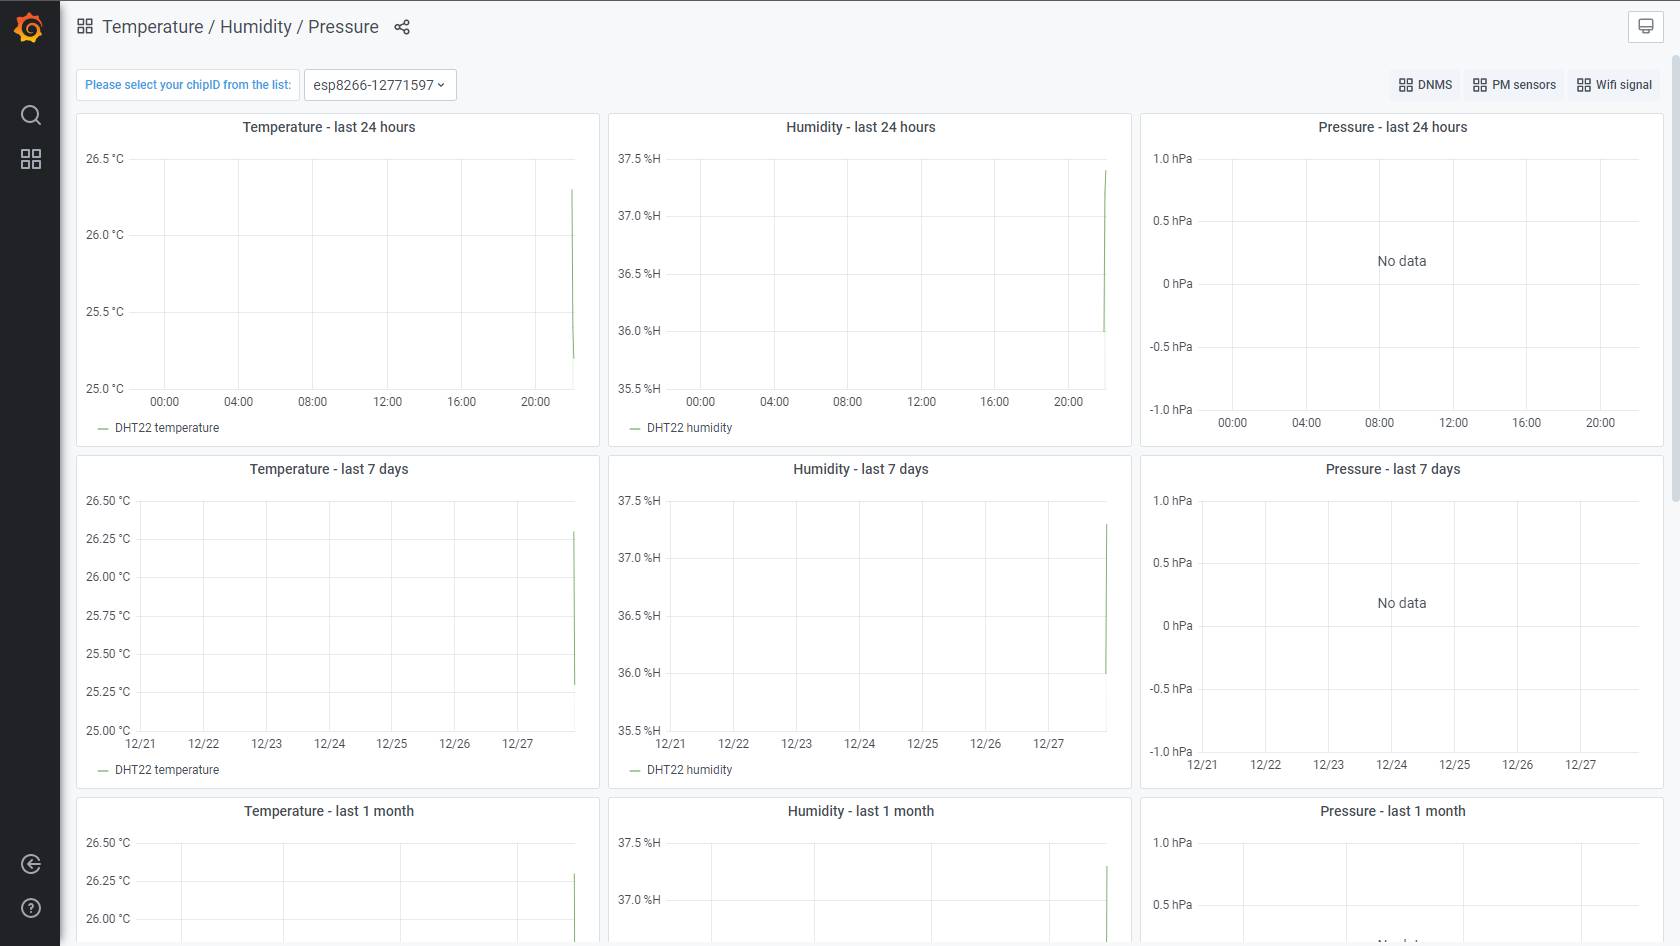 Temperature / Humidity / Pressure
Please select your chipID from the list:
esp8266-12771597
DNMS
PM sensors
Wifi signal
Temperature - last 24 hours
26.5 °C
26.0 °C
25.5 °C
25.0 °C
00:00 04:00 08:00 12:00 16:00 20:00
DHT22 temperature
Humidity - last 24 hours
37.5 %H
37.0 %H
36.5 %H
36.0 %H
35.5 %H
00:00 04:00 08:00 12:00 16:00 20:00
DHT22 humidity
Pressure - last 24 hours
1.0 hPa
0.5 hPa
No data
0 hPa
-0.5 hPa
-1.0 hPa
00:00 04:00 08:00 12:00 16:00 20:00
Temperature - last 7 days
26.50 °C
26.25 °C
26.00 °C
25.75 °C
25.50 °C
25.25 °C
25.00 °C
12/21 12/22 12/23 12/24 12/25 12/26 12/27
DHT22 temperature
Humidity - last 7 days
37.5 %H
37.0 %H
36.5 %H
36.0 %H
35.5 %H
12/21 12/22 12/23 12/24 12/25 12/26 12/27
DHT22 humidity
Pressure - last 7 days
1.0 hPa
0.5 hPa
No data
0 hPa
-0.5 hPa
-1.0 hPa
12/21 12/22 12/23 12/24 12/25 12/26 12/27
Temperature - last 1 month
26.50 °C
26.25 °C
26.00 °C
Humidity - last 1 month
37.5 %H
37.0 %H
Pressure - last 1 month
1.0 hPa
0.5 hPa